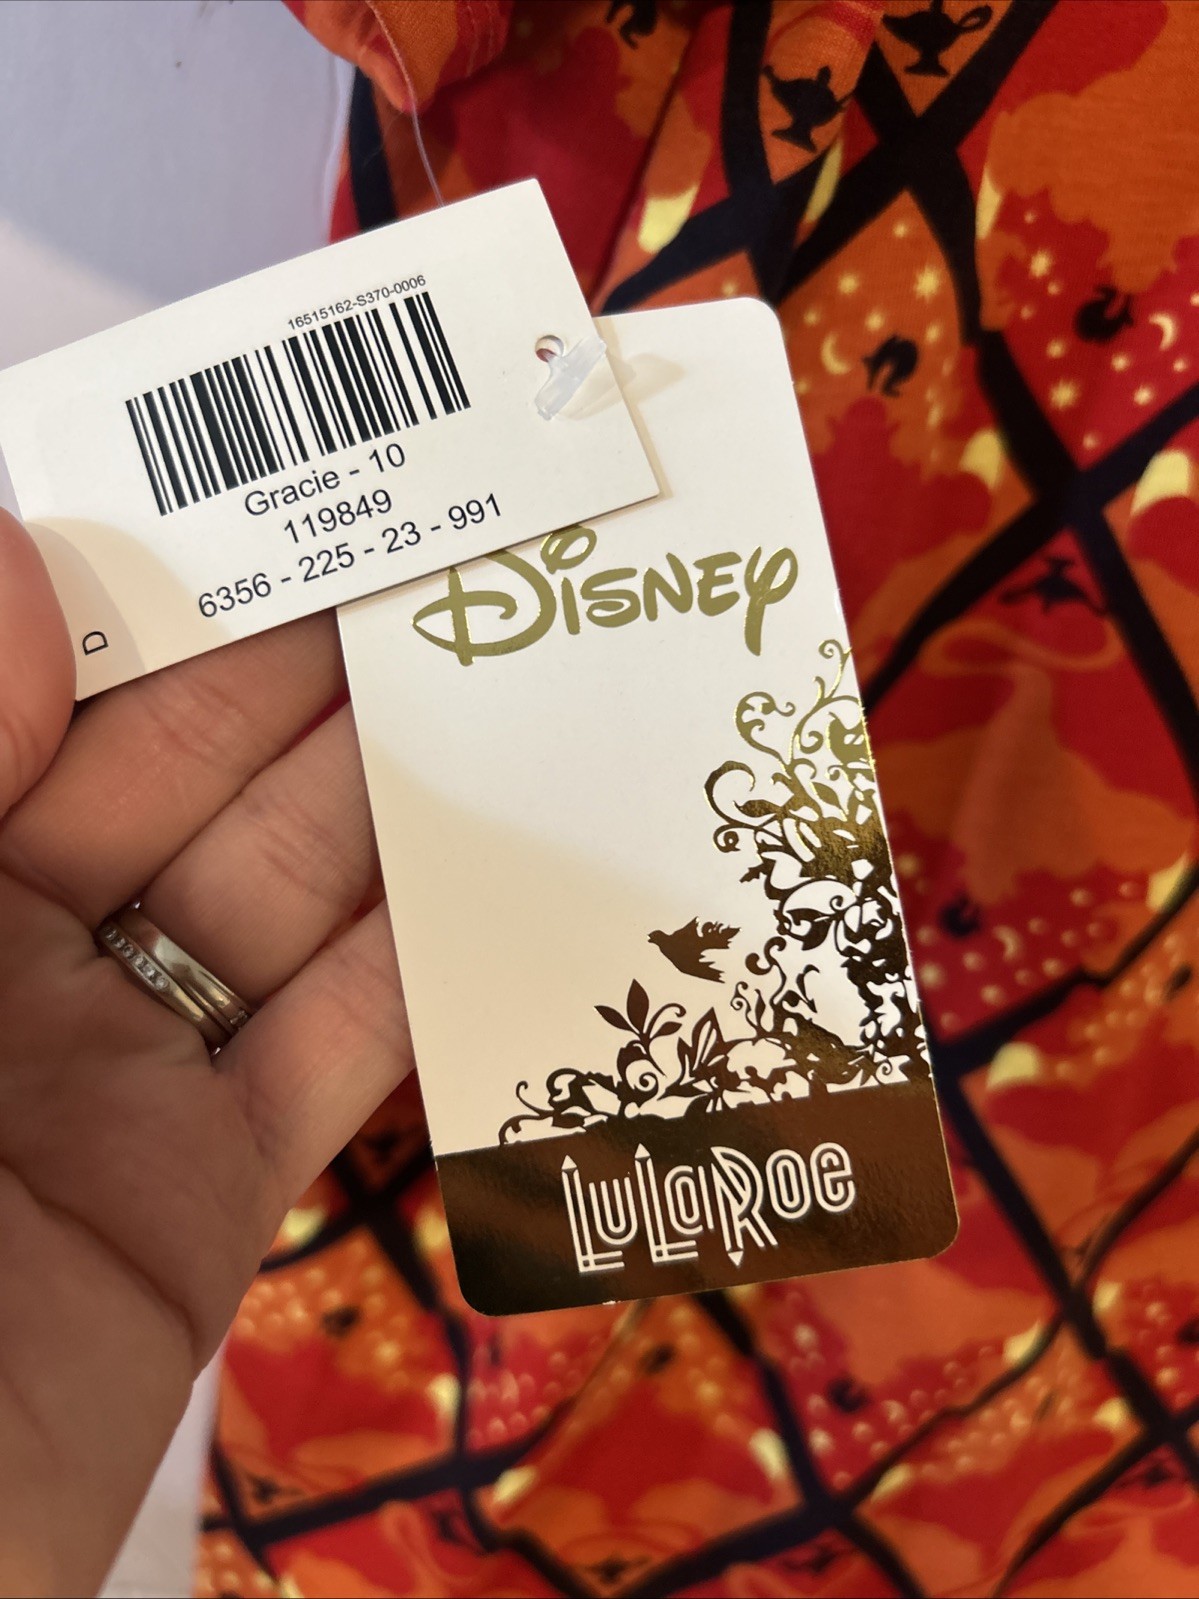 16515162-S370-0006
Gracie - 10
119849
6356 - 225 - 23 - 991
D
Disney
LuLaRoe